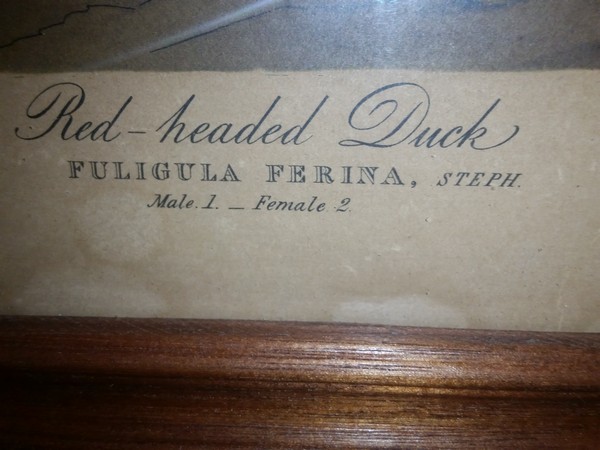 Red-headed Duck
FULIGULA FERINA, STEPH.
Male. 1. — Female. 2.